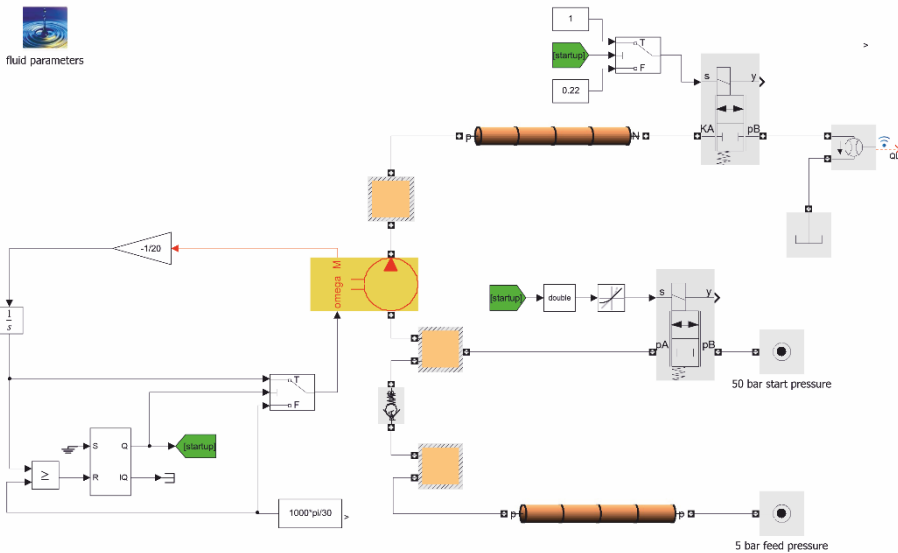 fluid parameters
1
[startup]
T
F
0.22
s
y
KA
pB
>
p
N
-1/20
omega M
1
s
[startup]
double
s
y
pA
pB
50 bar start pressure
T
F
S
Q
[startup]
≥
R
!Q
1000*pi/30
>
p
p
5 bar feed pressure